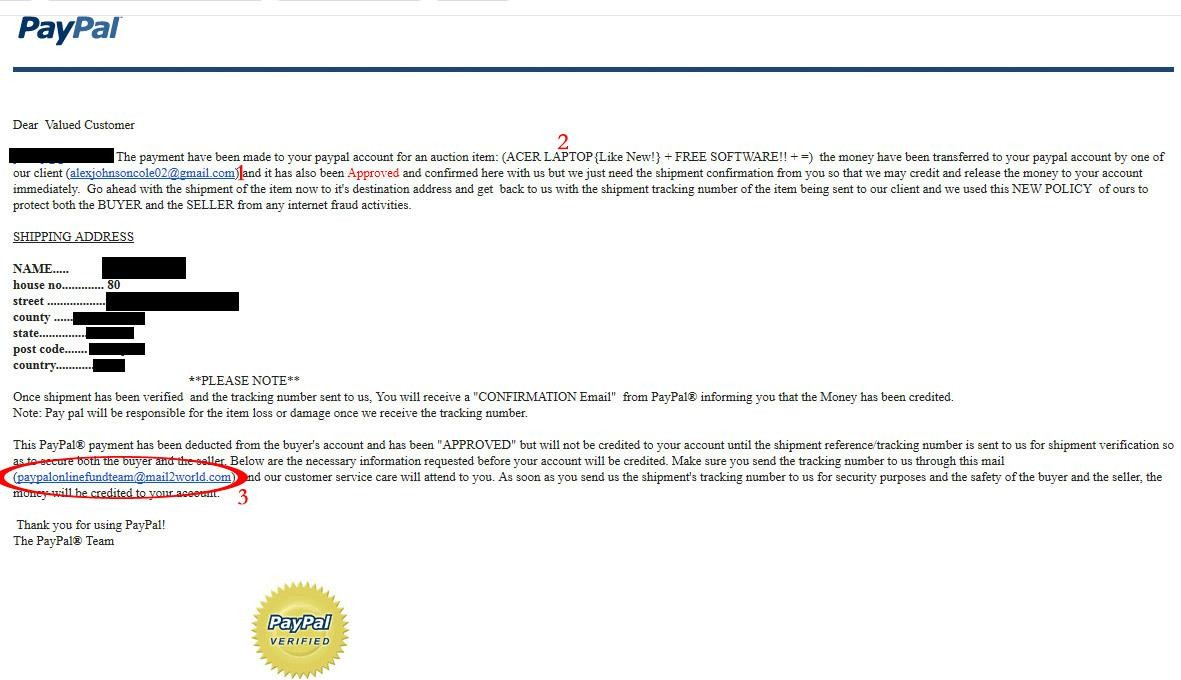 PayPal
Dear Valued Customer
2
The payment have been made to your paypal account for an auction item: (ACER LAPTOP{Like New!} + FREE SOFTWARE!! + =) the money have been transferred to your paypal account by one of
our client (alexjohnsoncole02@gmail.com)1and it has also been Approved and confirmed here with us but we just need the shipment confirmation from you so that we may credit and release the money to your account
immediately. Go ahead with the shipment of the item now to it's destination address and get back to us with the shipment tracking number of the item being sent to our client and we used this NEW POLICY of ours to
protect both the BUYER and the SELLER from any internet fraud activities.
SHIPPING ADDRESS
NAME.....
house no............. 80
street ..................
county ......
state...............
post code.......
country............
**PLEASE NOTE**
Once shipment has been verified and the tracking number sent to us, You will receive a "CONFIRMATION Email" from PayPal® informing you that the Money has been credited.
Note: Pay pal will be responsible for the item loss or damage once we receive the tracking number.
This PayPal® payment has been deducted from the buyer's account and has been "APPROVED" but will not be credited to your account until the shipment reference/tracking number is sent to us for shipment verification so
as to secure both the buyer and the seller. Below are the necessary information requested before your account will be credited. Make sure you send the tracking number to us through this mail
(paypalonlinefundteam@mail2world.com) and our customer service care will attend to you. As soon as you send us the shipment's tracking number to us for security purposes and the safety of the buyer and the seller, the
money will be credited to your account.
3
Thank you for using PayPal!
The PayPal® Team
PayPal
VERIFIED